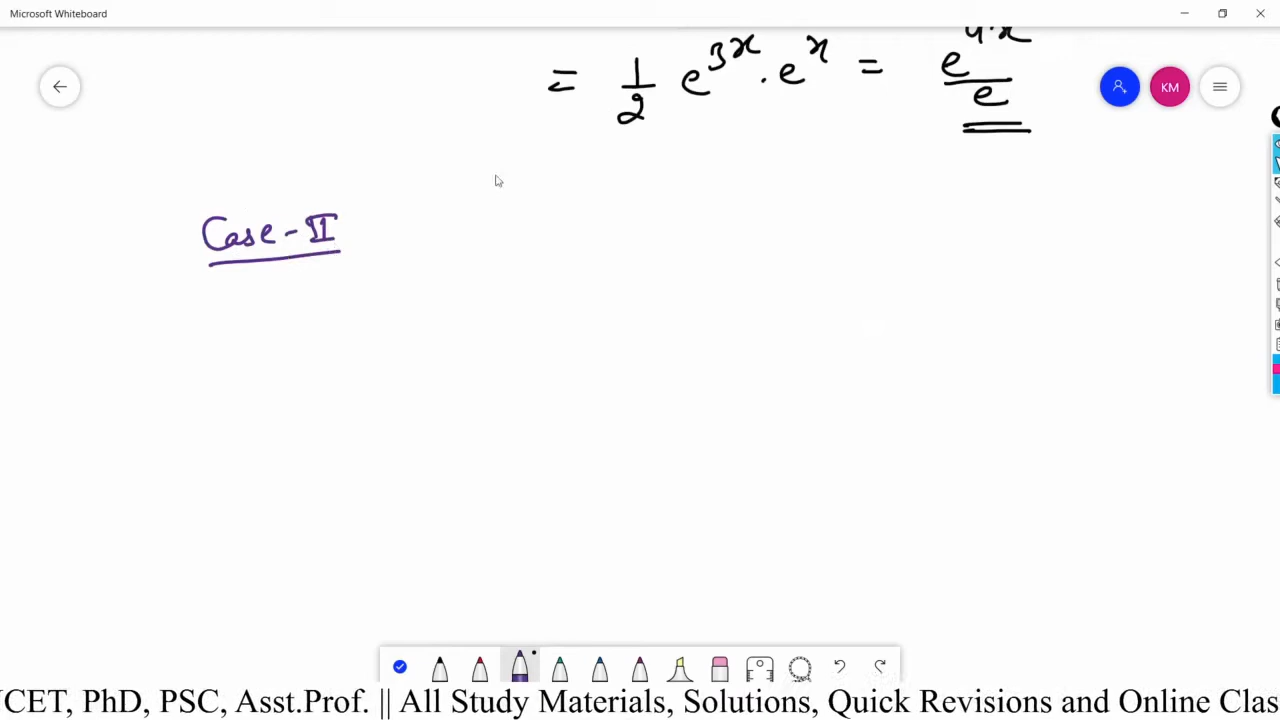 Microsoft Whiteboard
= 1/2 e^3x . e^x = e^4x/e
KM
Case - II
CET, PhD, PSC, Asst.Prof. || All Study Materials, Solutions, Quick Revisions and Online Clas